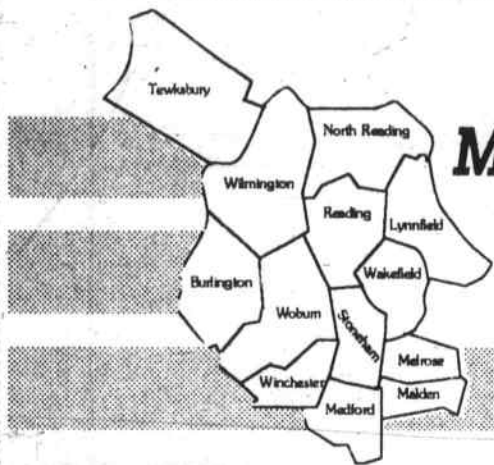 Tewksbury
North Reading
M
Wilmington
Reading
Lynnfield
Wakefield
Burlington
Woburn
Stoneham
Melrose
Winchester
Malden
Medford